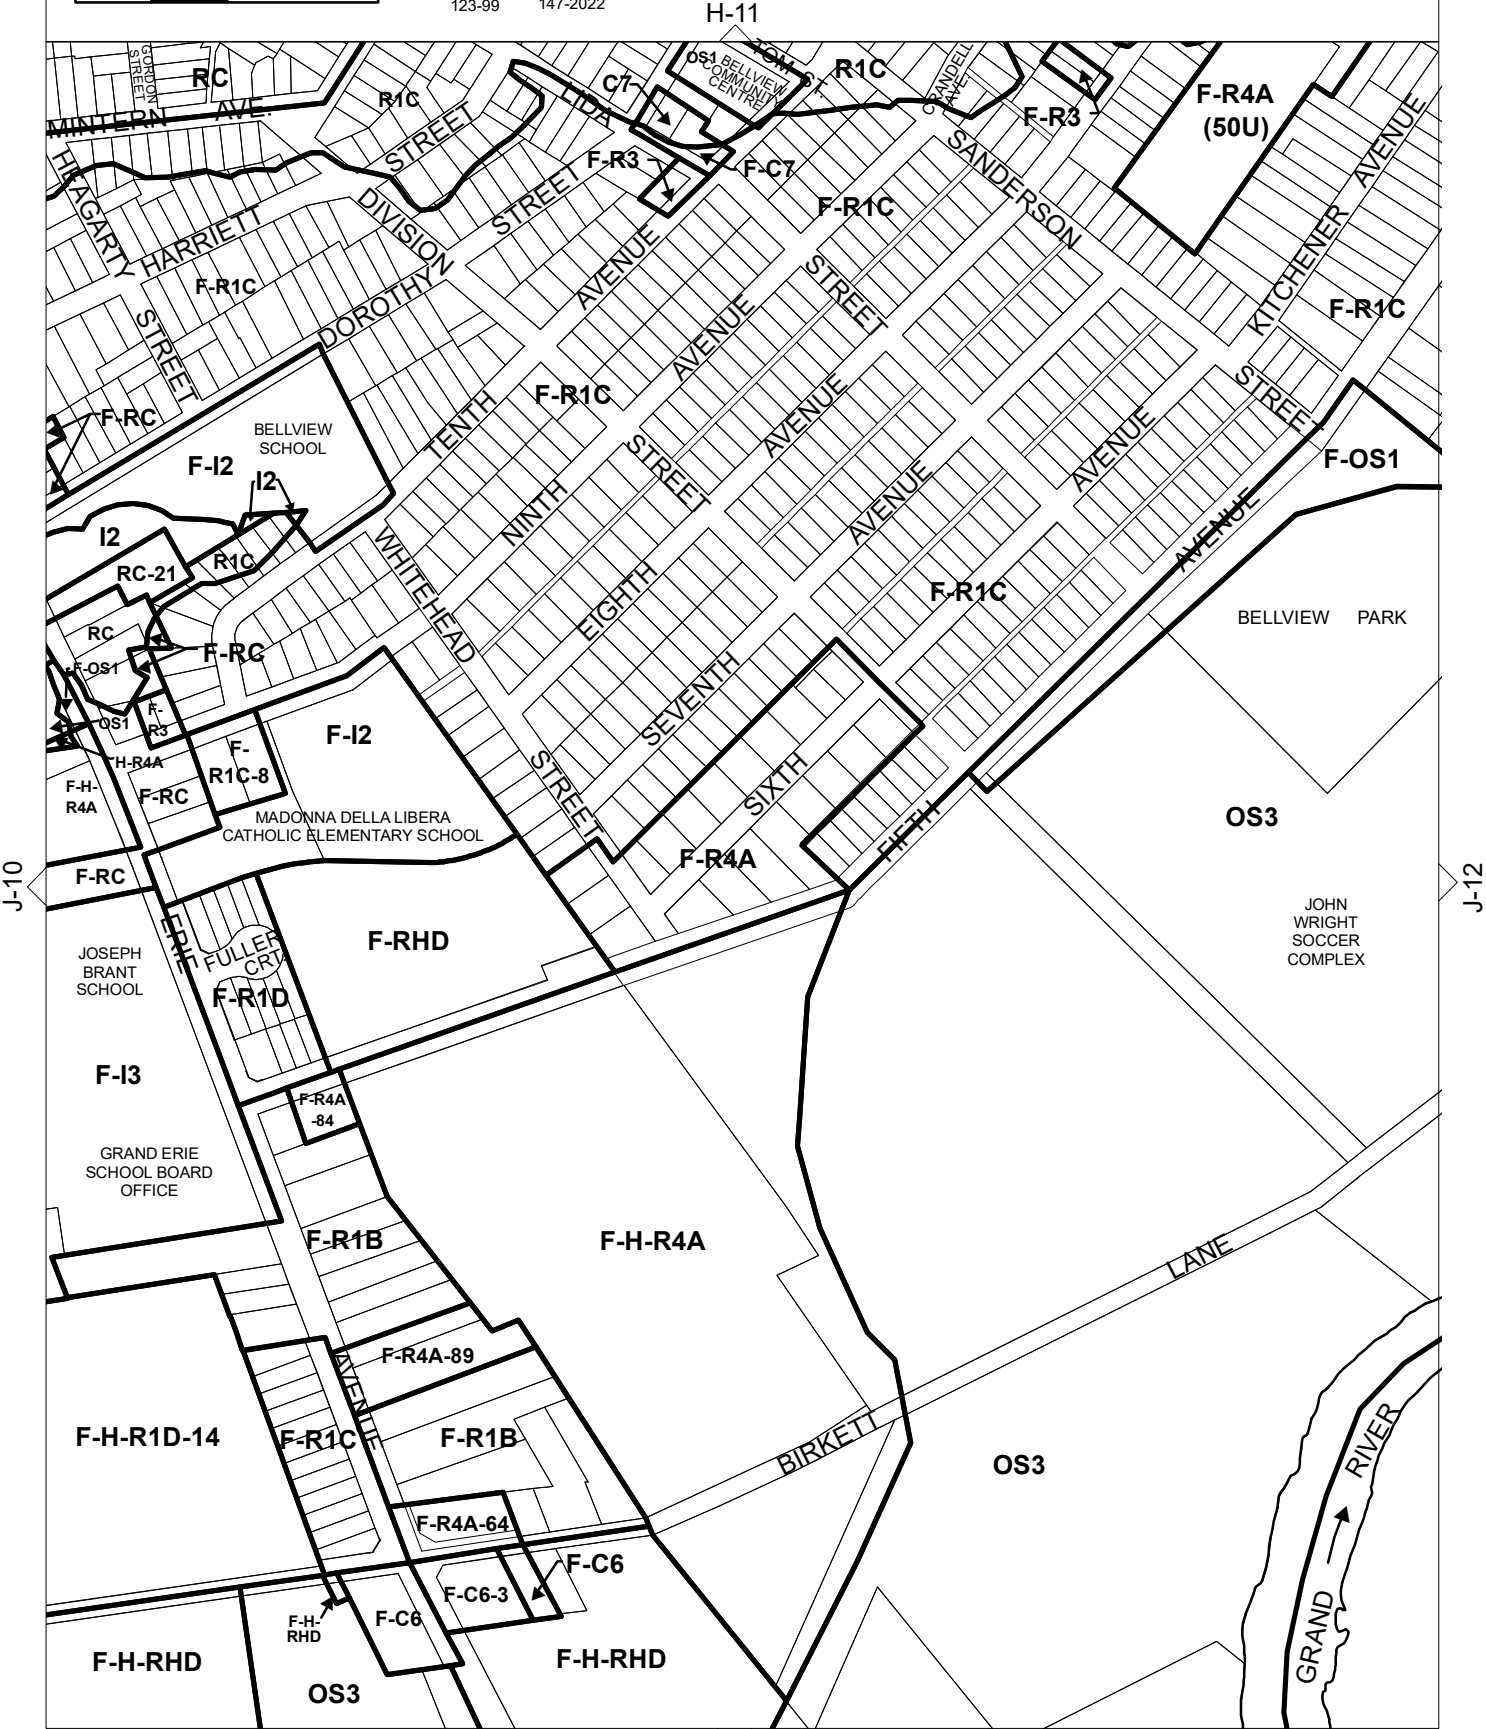 123-99
147-2022
H-11
GORDON
STREET
RC
MINTERN AVE.
R1C
STREET
LIDA
C7
OS1
BELLVIEW
COMMUNITY
CENTRE
TOM ST.
R1C
CRANDELL
AVE.
F-R3
F-R4A
(50U)
KITCHENER AVENUE
F-R3
F-C7
HEAGARTY
STREET
HARRIETT
DIVISION
STREET
DOROTHY
AVENUE
F-R1C
SANDERSON
STREET
F-R1C
F-R1C
STREET
AVENUE
F-R1C
TENTH
F-RC
BELLVIEW
SCHOOL
F-I2
I2
STREET
AVENUE
AVENUE
AVENUE
F-OS1
AVENUE
NINTH
I2
R1C
RC-21
WHITEHEAD
STREET
EIGHTH
F-R1C
BELLVIEW PARK
RC
F-RC
F-OS1
OS1
F-
R3
H-R4A
F-H-
R4A
F-RC
F-
R1C-8
F-I2
SEVENTH
SIXTH
MADONNA DELLA LIBERA
CATHOLIC ELEMENTARY SCHOOL
F-R4A
FIFTH
OS3
J-10
F-RC
J-12
JOHN
WRIGHT
SOCCER
COMPLEX
ERIE
FULLER
CRT.
F-RHD
JOSEPH
BRANT
SCHOOL
F-R1D
F-I3
F-R4A
-84
GRAND ERIE
SCHOOL BOARD
OFFICE
F-R1B
F-H-R4A
LANE
F-R4A-89
AVENUE
F-H-R1D-14
F-R1C
F-R1B
BIRKETT
OS3
RIVER
F-R4A-64
F-C6
F-C6-3
F-H-
RHD
F-C6
GRAND
F-H-RHD
OS3
F-H-RHD